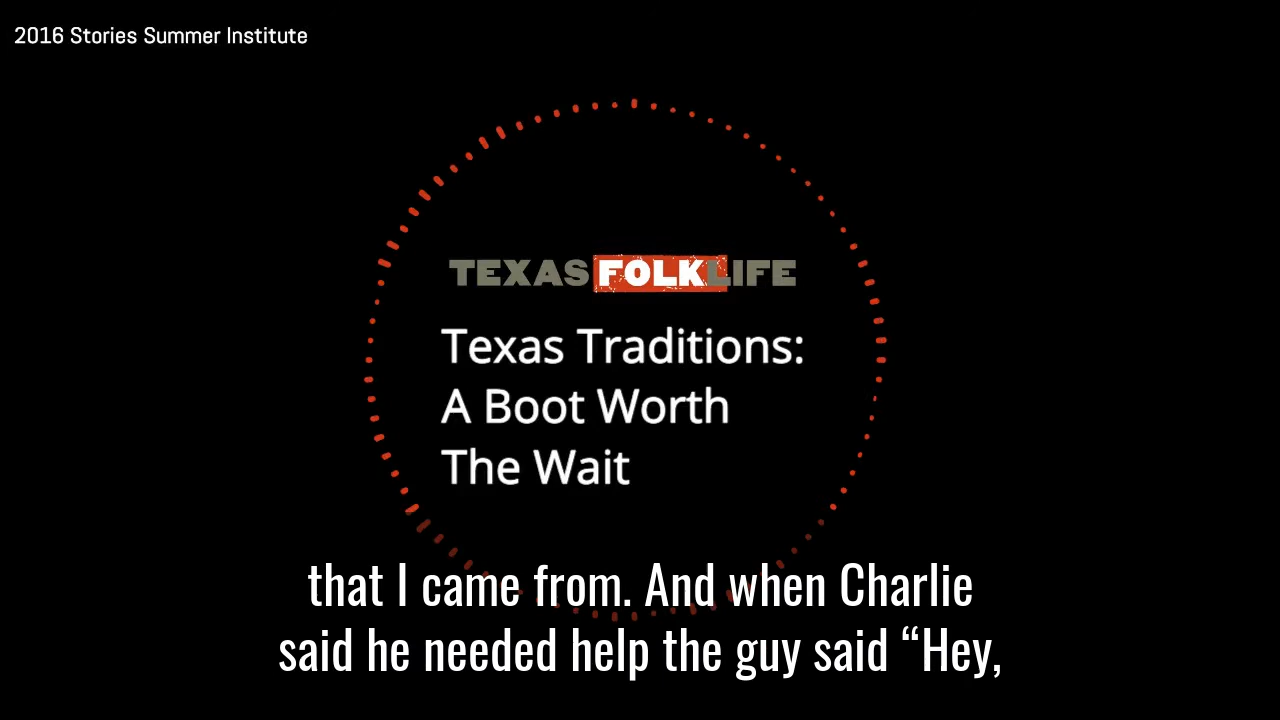 2016 Stories Summer Institute
TEXAS FOLKLIFE
Texas Traditions:
A Boot Worth
The Wait
that I came from. And when Charlie
said he needed help the guy said “Hey,